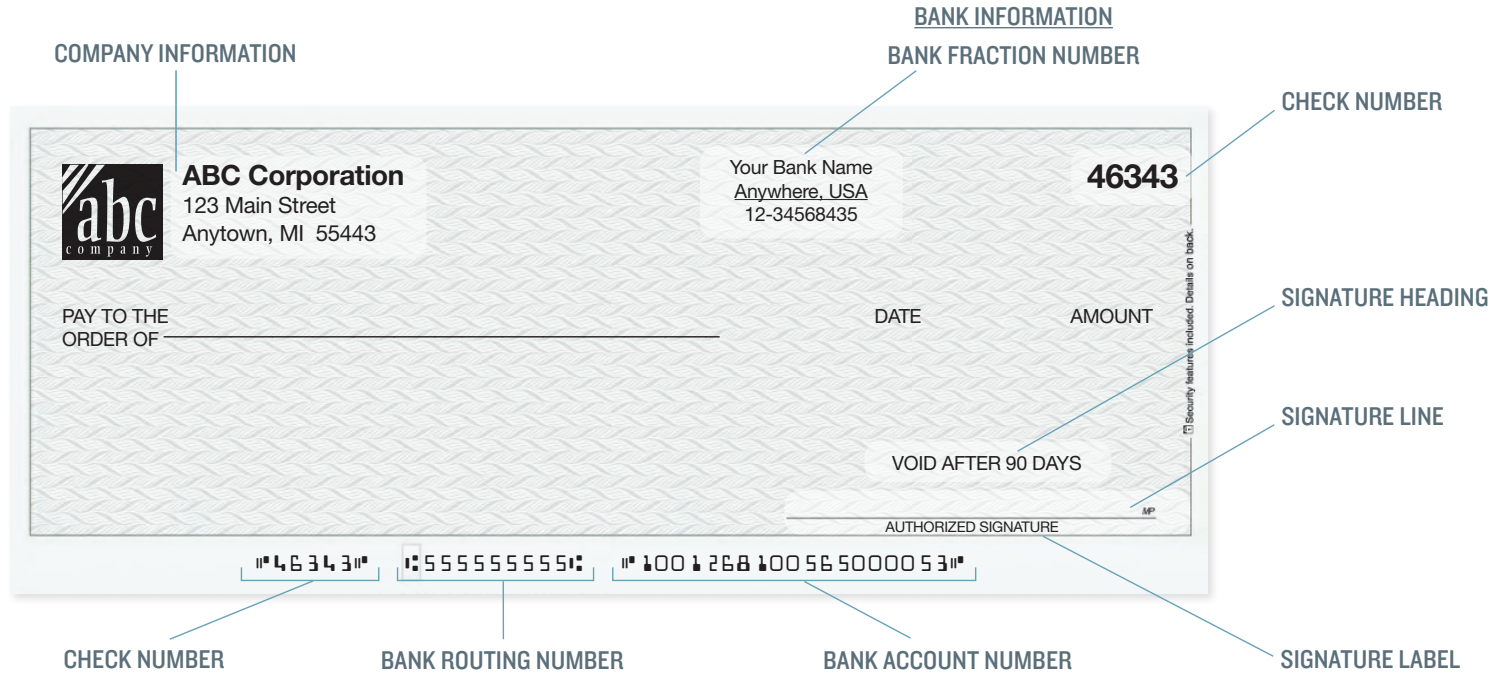 BANK INFORMATION
COMPANY INFORMATION
BANK FRACTION NUMBER
CHECK NUMBER
abc
company
ABC Corporation
123 Main Street
Anytown, MI 55443
Your Bank Name
Anywhere, USA
12-34568435
46343
Security features included. Details on back.
SIGNATURE HEADING
PAY TO THE
ORDER OF
DATE
AMOUNT
SIGNATURE LINE
VOID AFTER 90 DAYS
MP
AUTHORIZED SIGNATURE
⑈46343⑈ ⑆555555555⑆ ⑈1001268100565000053⑈
CHECK NUMBER
BANK ROUTING NUMBER
BANK ACCOUNT NUMBER
SIGNATURE LABEL